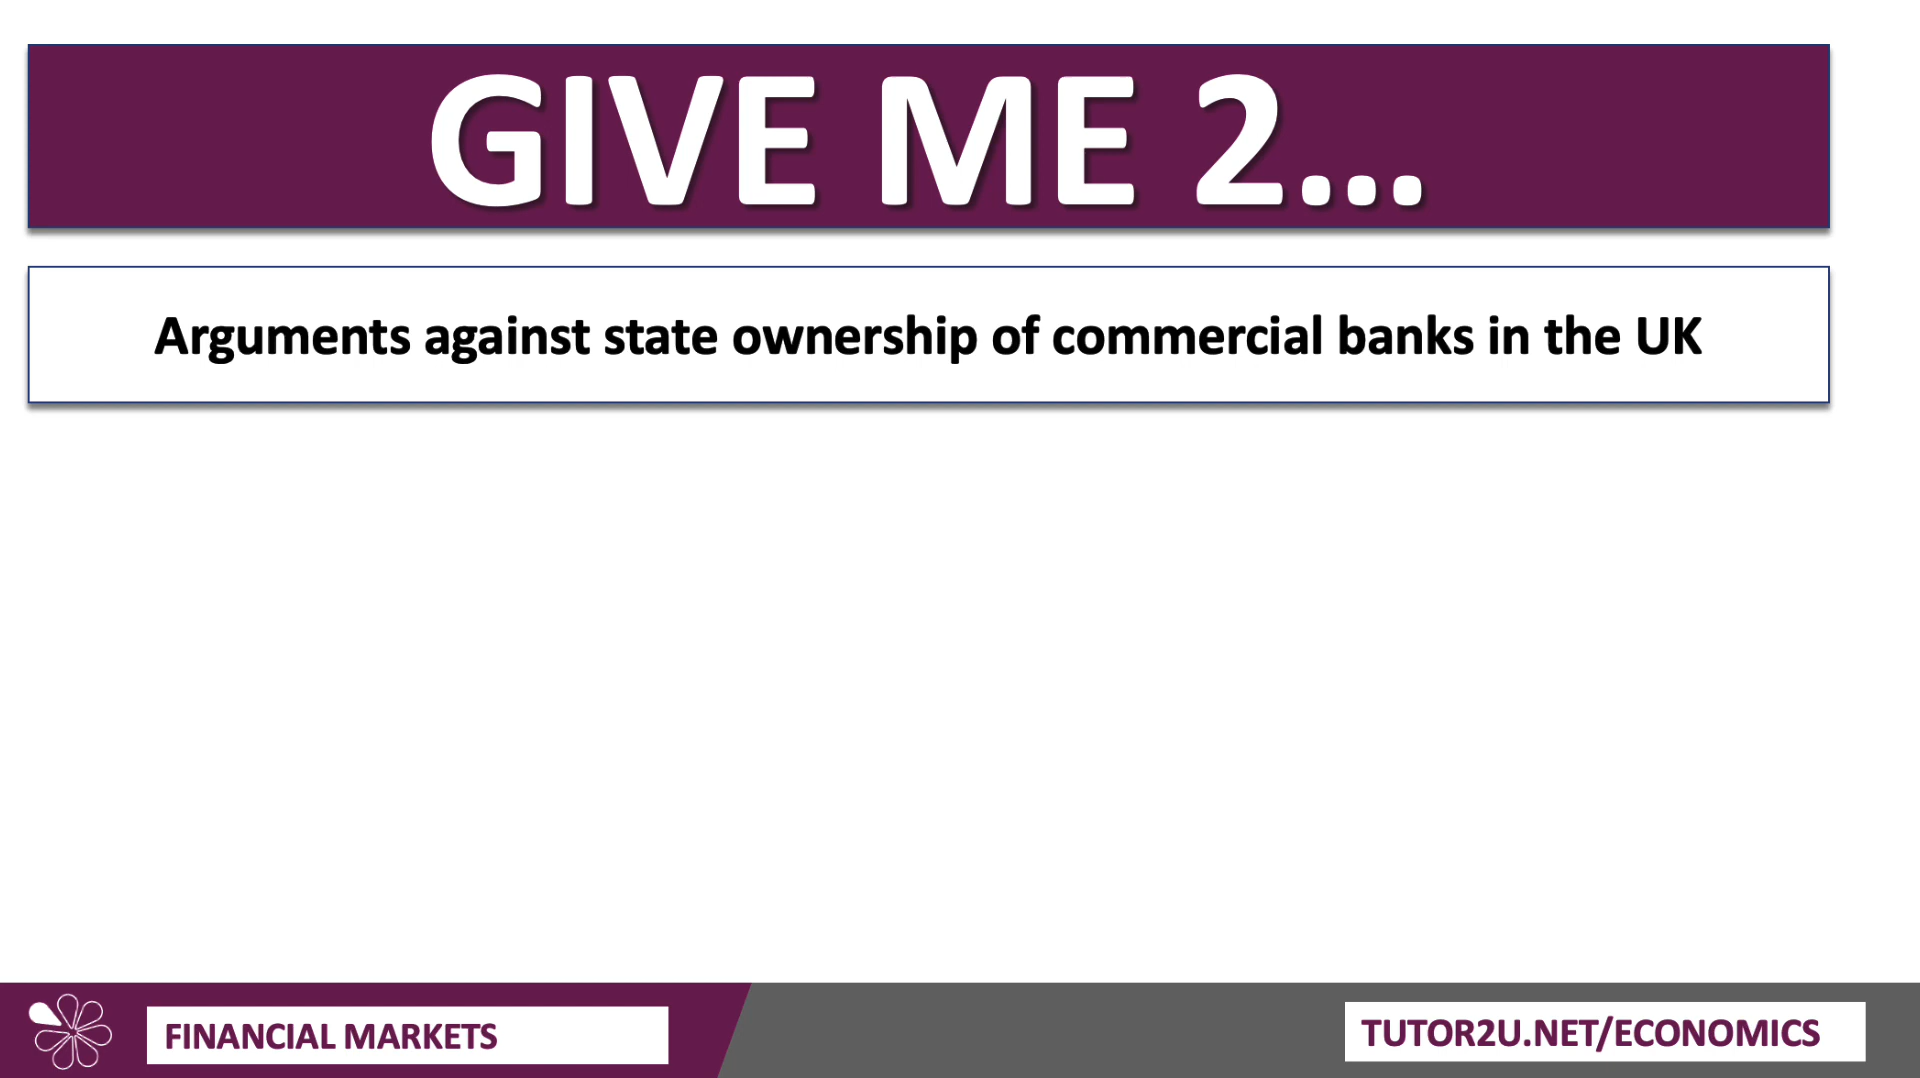 GIVE ME 2...
Arguments against state ownership of commercial banks in the UK
FINANCIAL MARKETS
TUTOR2U.NET/ECONOMICS